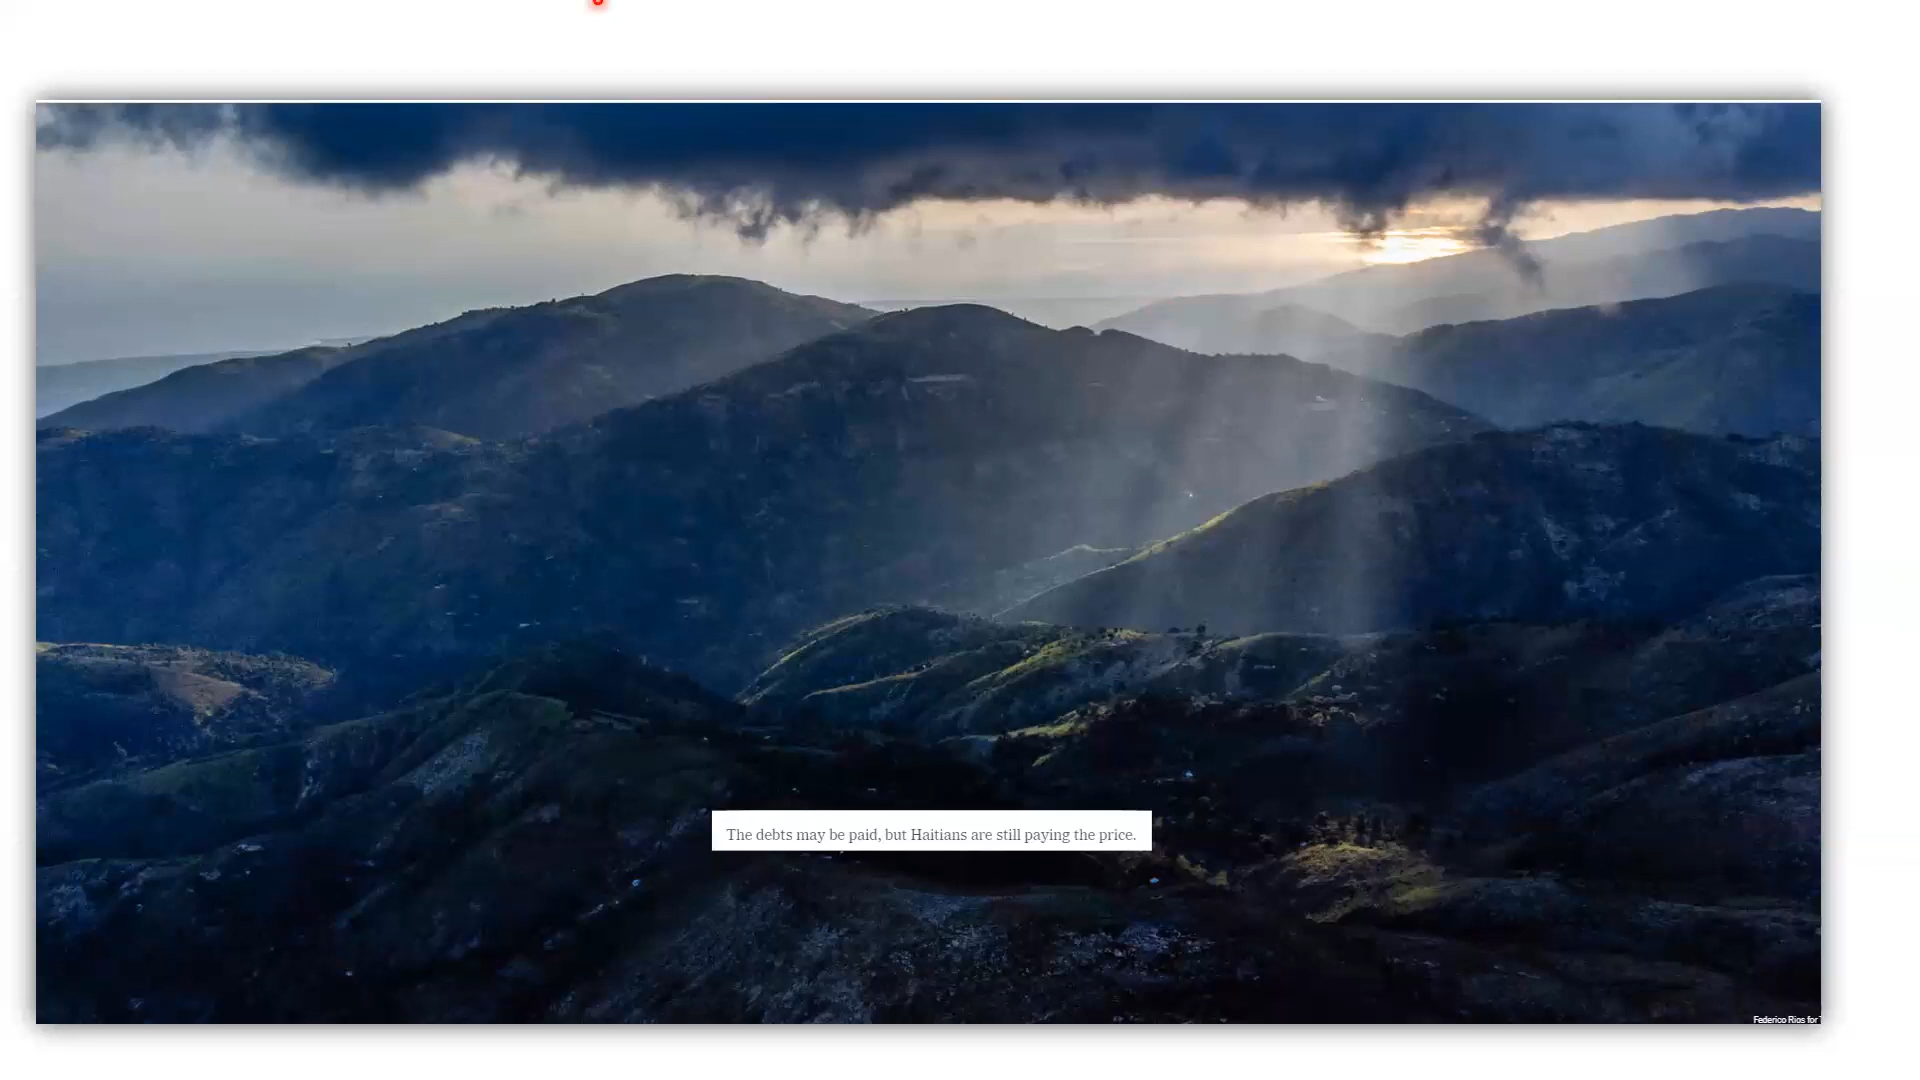 The debts may be paid, but Haitians are still paying the price.
Federico Rios for